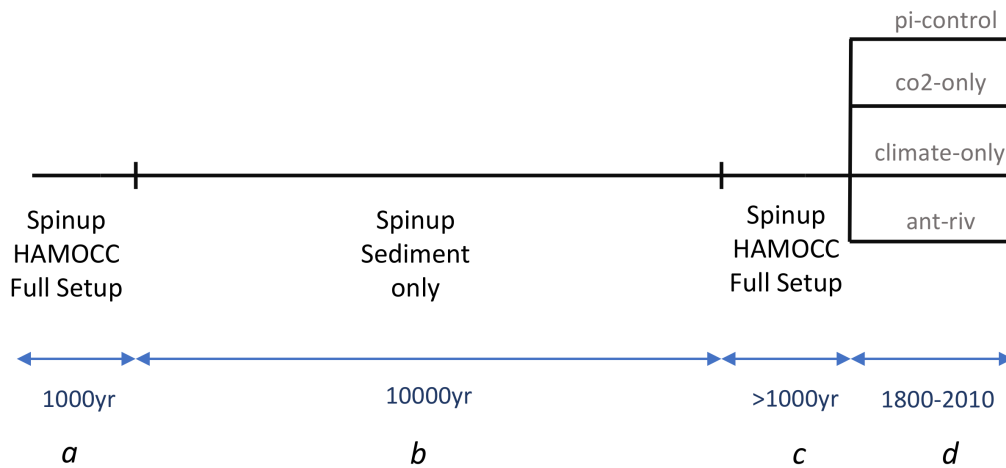 pi-control
co2-only
climate-only
ant-riv
Spinup
HAMOCC
Full Setup
Spinup
Sediment
only
Spinup
HAMOCC
Full Setup
1000yr
10000yr
>1000yr
1800-2010
a
b
c
d